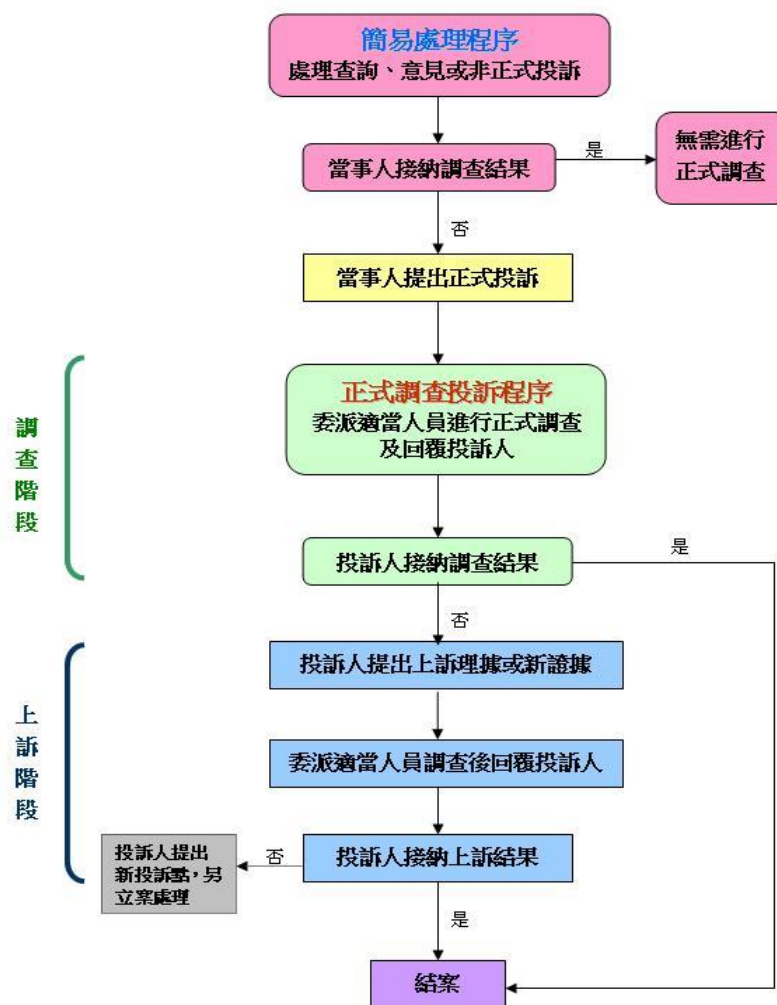 簡易處理程序
處理查詢、意見或非正式投訴
當事人接納調查結果
是
無需進行
正式調查
否
當事人提出正式投訴
調查階段
正式調查投訴程序
委派適當人員進行正式調查
及回覆投訴人
投訴人接納調查結果
是
否
上訴階段
投訴人提出上訴理據或新證據
委派適當人員調查後回覆投訴人
投訴人接納上訴結果
否
投訴人提出
新投訴點,另
立案處理
是
結案